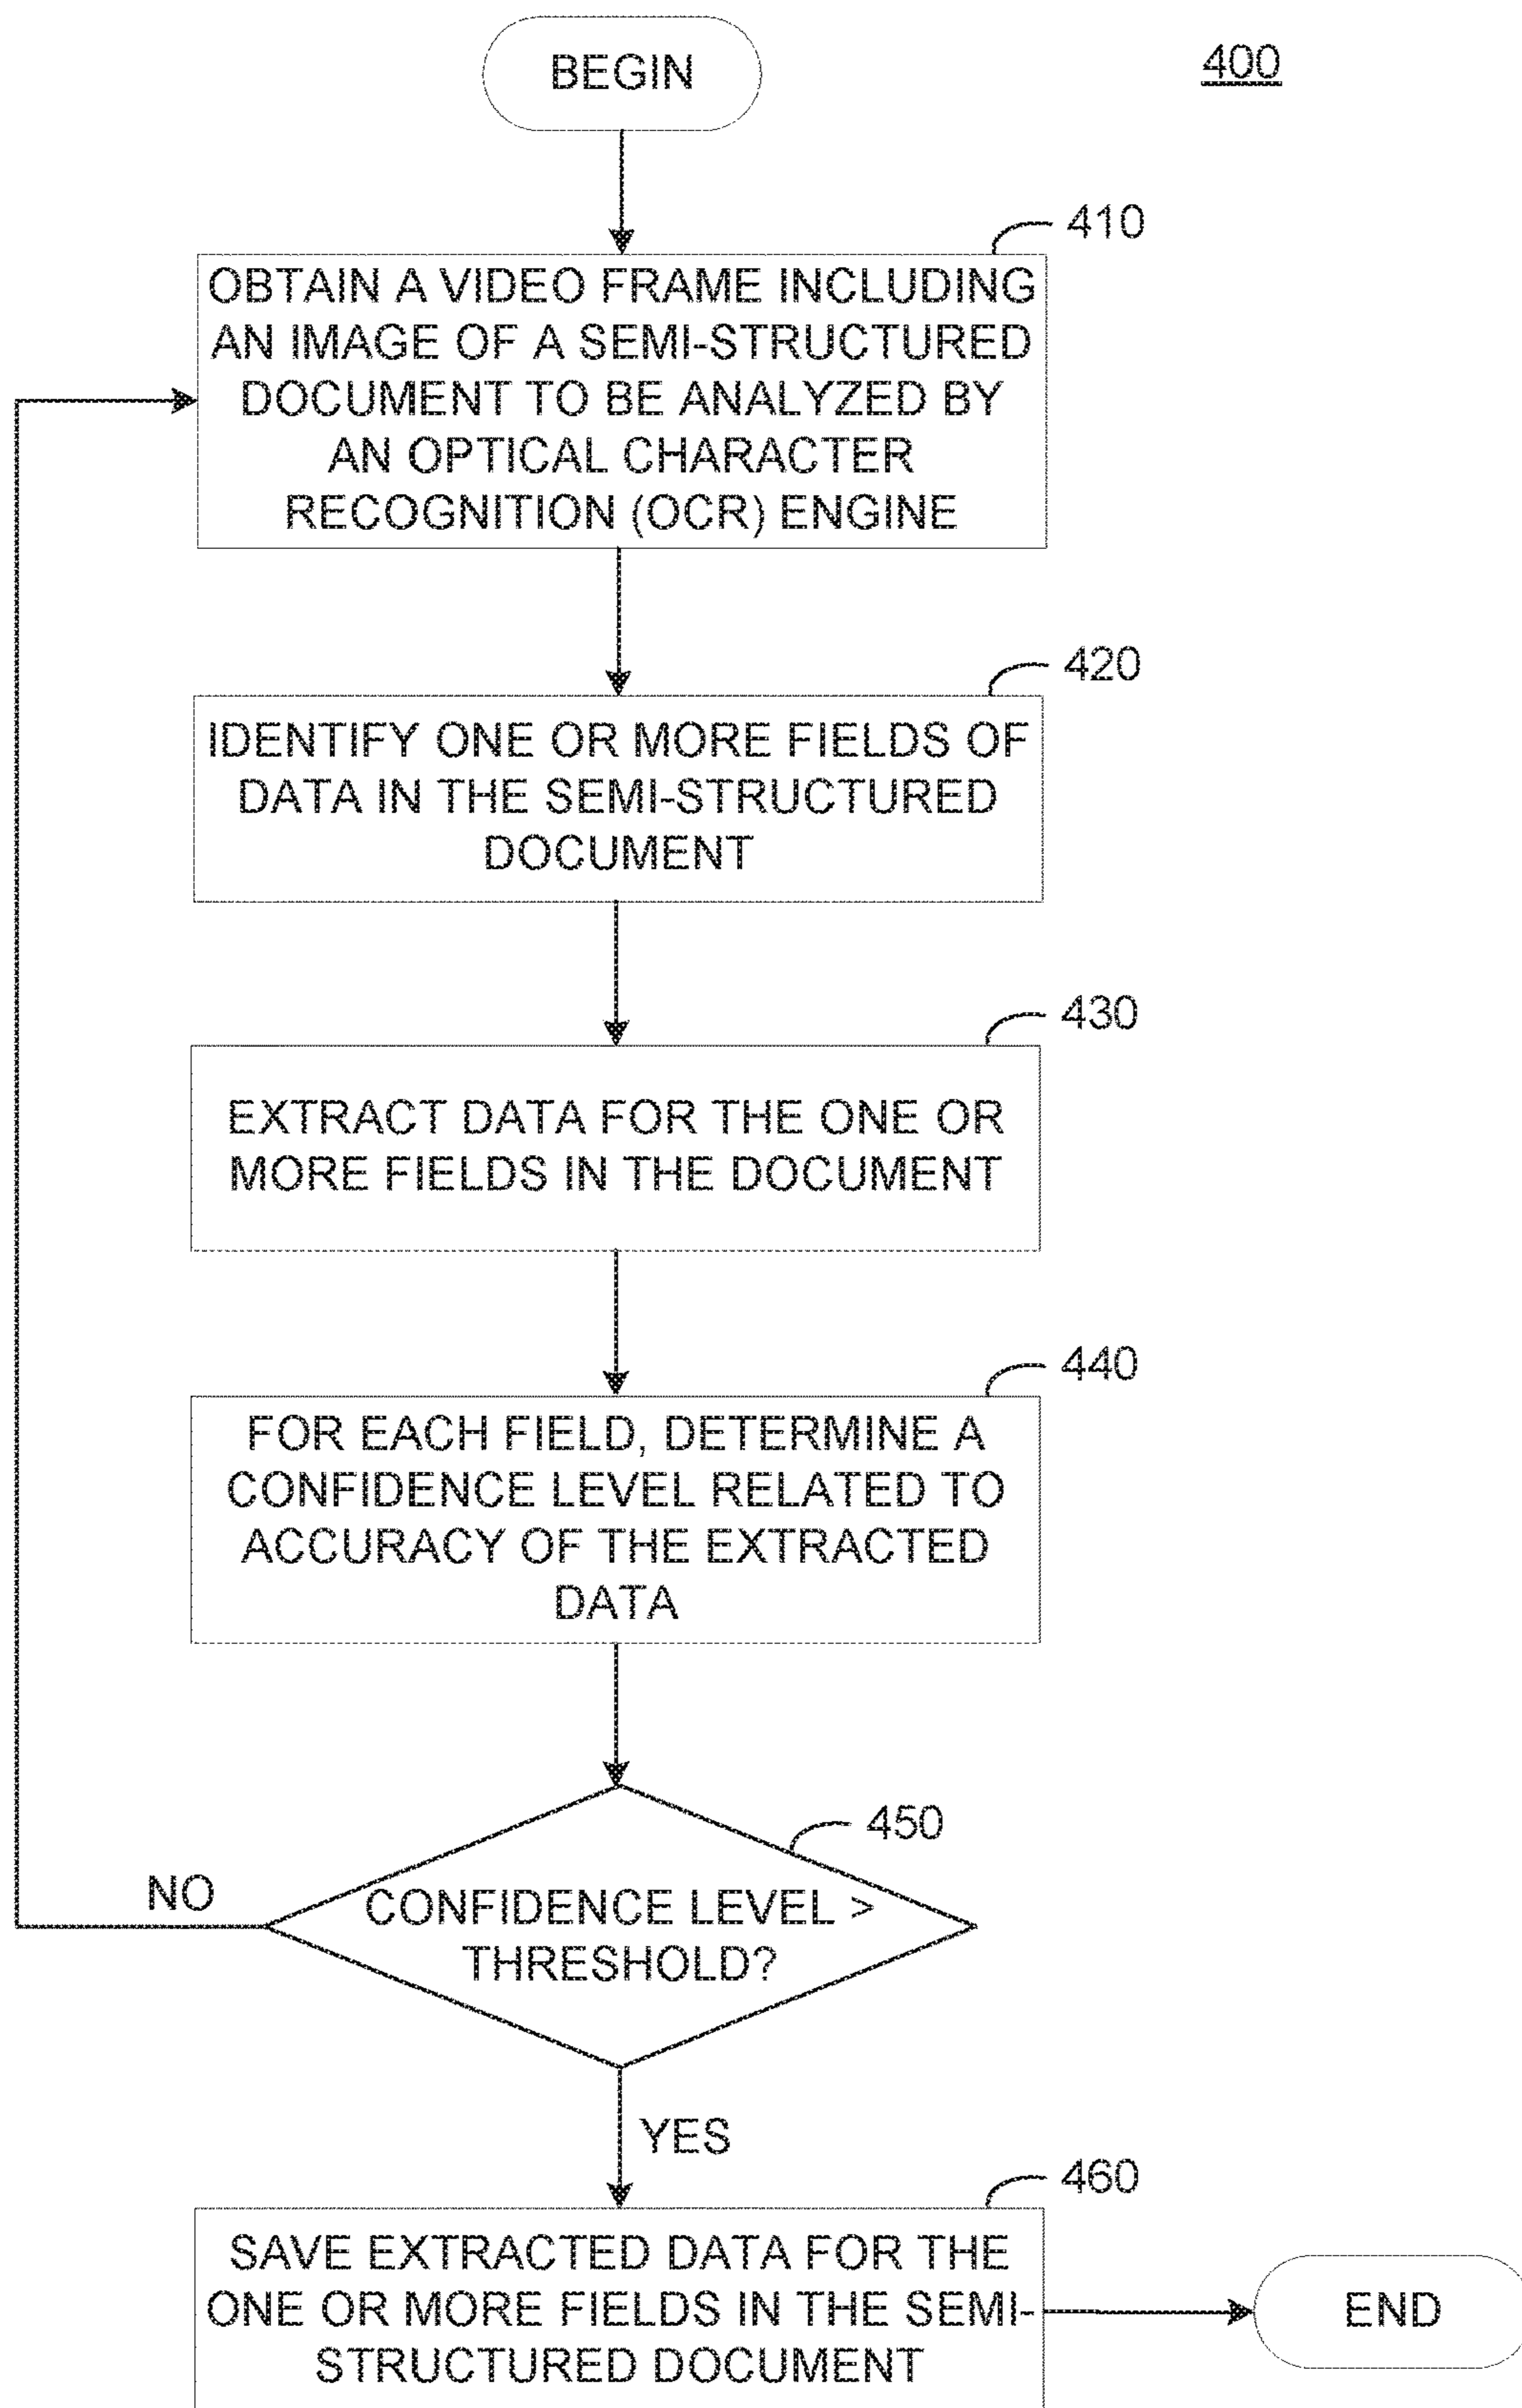 BEGIN
400
410
OBTAIN A VIDEO FRAME INCLUDING
AN IMAGE OF A SEMI-STRUCTURED
DOCUMENT TO BE ANALYZED BY
AN OPTICAL CHARACTER
RECOGNITION (OCR) ENGINE
420
IDENTIFY ONE OR MORE FIELDS OF
DATA IN THE SEMI-STRUCTURED
DOCUMENT
430
EXTRACT DATA FOR THE ONE OR
MORE FIELDS IN THE DOCUMENT
440
FOR EACH FIELD, DETERMINE A
CONFIDENCE LEVEL RELATED TO
ACCURACY OF THE EXTRACTED
DATA
450
NO
CONFIDENCE LEVEL >
THRESHOLD?
YES
460
SAVE EXTRACTED DATA FOR THE
ONE OR MORE FIELDS IN THE SEMI-
STRUCTURED DOCUMENT
END